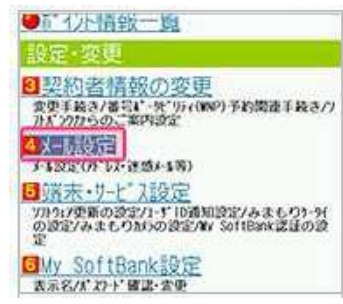 ﾎﾟｲﾝﾄ情報一覧
設定・変更
3契約者情報の変更
変更手続き/番号ﾎﾟｰﾀﾋﾞﾘﾃｨ(MNP)予約関連手続き/ｿ
ﾌﾄﾊﾞﾝｸからのご案内設定
4ﾒｰﾙ設定
ﾒｰﾙ設定(ｱﾄﾞﾚｽ・迷惑ﾒｰﾙ等)
5端末・ｻｰﾋﾞｽ設定
ｿﾌﾄｳｪｱ更新の設定/ﾕｰｻﾞID通知設定/みまもりｹｰﾀｲ
の設定/みまもりｶﾒﾗの設定/My SoftBank認証の設
定
6My SoftBank設定
表示名/ﾊﾟｽﾜｰﾄﾞ確認・変更